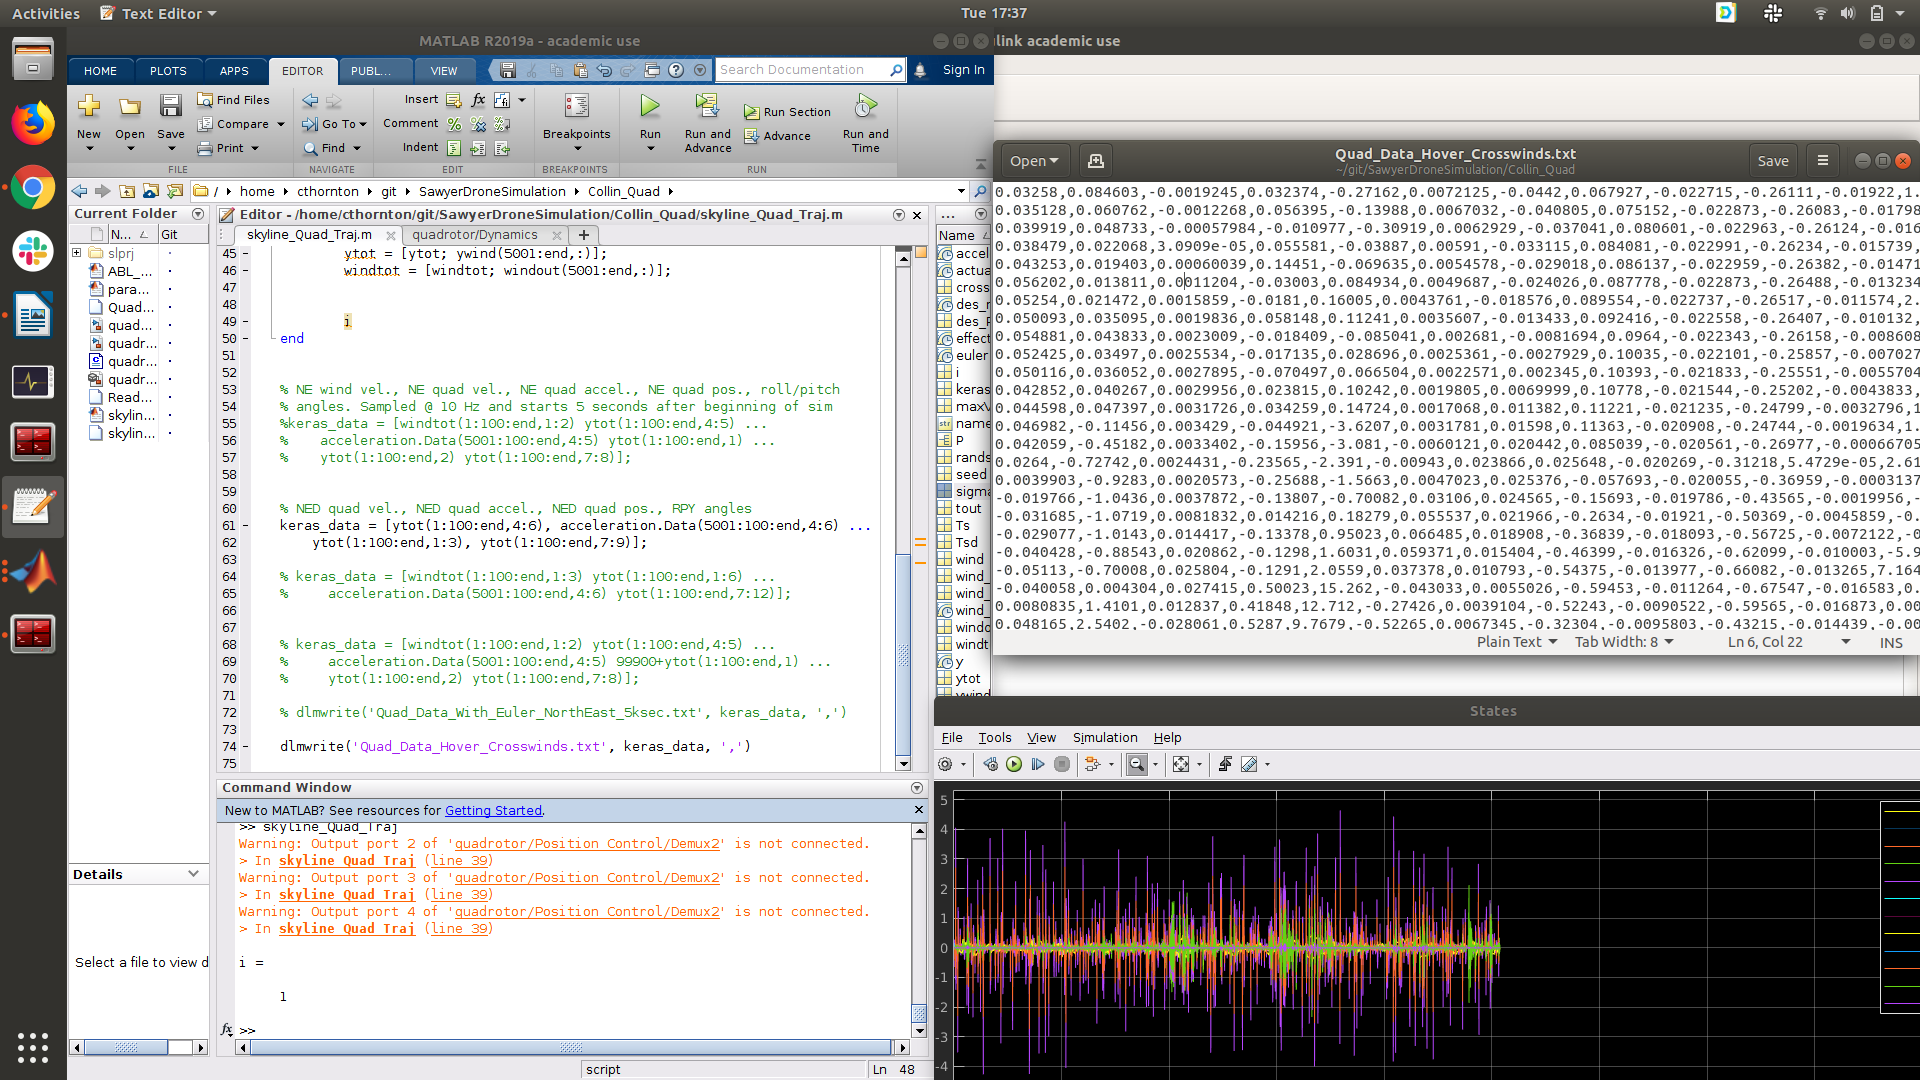 Activities
Text Editor
Tue 17:37
MATLAB R2019a - academic use
link academic use
HOME
PLOTS
APPS
EDITOR
PUBL...
VIEW
Search Documentation
Sign In
New
Open
Save
Find Files
Compare
Print
FILE
Go To
Find
NAVIGATE
Insert
Comment
Indent
EDIT
Breakpoints
BREAKPOINTS
Run
Run and
Advance
Run Section
Advance
Run and
Time
RUN
/ home cthornton git SawyerDroneSimulation Collin_Quad
Current Folder
N...
Git
slprj
ABL_...
para...
Quad...
quad...
quadr...
quadr...
quadr...
Read...
skylin...
skylin...
Details
Select a file to view d
Editor - /home/cthornton/git/SawyerDroneSimulation/Collin_Quad/skyline_Quad_Traj.m
skyline_Quad_Traj.m
quadrotor/Dynamics
45 - ytot = [ytot; ywind(5001:end,:)];
46 - windtot = [windtot; windout(5001:end,:)];
47
48
49 - i
50 - end
51
52
53 % NE wind vel., NE quad vel., NE quad accel., NE quad pos., roll/pitch
54 % angles. Sampled @ 10 Hz and starts 5 seconds after beginning of sim
55 %keras_data = [windtot(1:100:end,1:2) ytot(1:100:end,4:5) ...
56 % acceleration.Data(5001:100:end,4:5) ytot(1:100:end,1) ...
57 % ytot(1:100:end,2) ytot(1:100:end,7:8)];
58
59
60 % NED quad vel., NED quad accel., NED quad pos., RPY angles
61 - keras_data = [ytot(1:100:end,4:6), acceleration.Data(5001:100:end,4:6) ...
62 ytot(1:100:end,1:3), ytot(1:100:end,7:9)];
63
64 % keras_data = [windtot(1:100:end,1:3) ytot(1:100:end,1:6) ...
65 % acceleration.Data(5001:100:end,4:6) ytot(1:100:end,7:12)];
66
67
68 % keras_data = [windtot(1:100:end,1:2) ytot(1:100:end,4:5) ...
69 % acceleration.Data(5001:100:end,4:5) 99900+ytot(1:100:end,1) ...
70 % ytot(1:100:end,2) ytot(1:100:end,7:8)];
71
72 % dlmwrite('Quad_Data_With_Euler_NorthEast_5ksec.txt', keras_data, ',')
73
74 - dlmwrite('Quad_Data_Hover_Crosswinds.txt', keras_data, ',')
75
Command Window
New to MATLAB? See resources for Getting Started.
>> skyline_Quad_Traj
Warning: Output port 2 of 'quadrotor/Position Control/Demux2' is not connected.
> In skyline_Quad_Traj (line 39)
Warning: Output port 3 of 'quadrotor/Position Control/Demux2' is not connected.
> In skyline_Quad_Traj (line 39)
Warning: Output port 4 of 'quadrotor/Position Control/Demux2' is not connected.
> In skyline_Quad_Traj (line 39)
i =
1
fx >>
script
Ln 48
...
Name
accel
actua
cross
des_r
des_
effect
euler
i
keras
maxV
name
P
rands
seed
sigma
tout
Ts
Tsd
wind
wind_
wind_
wind_
windo
windt
y
ytot
ywind
Open
Quad_Data_Hover_Crosswinds.txt
~/git/SawyerDroneSimulation/Collin_Quad
Save
0.03258,0.084603,-0.0019245,0.032374,-0.27162,0.0072125,-0.0442,0.067927,-0.022715,-0.26111,-0.01922,1.
0.035128,0.060762,-0.0012268,0.056395,-0.13988,0.0067032,-0.040805,0.075152,-0.022873,-0.26083,-0.01798
0.039919,0.048733,-0.00057984,-0.010977,-0.30919,0.0062929,-0.037041,0.080601,-0.022963,-0.26124,-0.016
0.038479,0.022068,3.0909e-05,0.055581,-0.03887,0.00591,-0.033115,0.084081,-0.022991,-0.26234,-0.015739,
0.043253,0.019403,0.00060039,0.14451,-0.069635,0.0054578,-0.029018,0.086137,-0.022959,-0.26382,-0.01471
0.056202,0.013811,0.0011204,-0.03003,0.084934,0.0049687,-0.024026,0.087778,-0.022873,-0.26488,-0.013234
0.05254,0.021472,0.0015859,-0.0181,0.16005,0.0043761,-0.018576,0.089554,-0.022737,-0.26517,-0.011574,2.
0.050093,0.035095,0.0019836,0.058148,0.11241,0.0035607,-0.013433,0.092416,-0.022558,-0.26407,-0.010132,
0.054881,0.043833,0.0023009,-0.018409,-0.085041,0.002681,-0.0081694,0.0964,-0.022343,-0.26158,-0.008608
0.052425,0.03497,0.0025534,-0.017135,0.028696,0.0025361,-0.0027929,0.10035,-0.022101,-0.25857,-0.007027
0.050116,0.036052,0.0027895,-0.070497,0.066504,0.0022571,0.002345,0.10393,-0.021833,-0.25551,-0.0055704
0.042852,0.040267,0.0029956,0.023815,0.10242,0.0019805,0.0069999,0.10778,-0.021544,-0.25202,-0.0043833,
0.044598,0.047397,0.0031726,0.034259,0.14724,0.0017068,0.011382,0.11221,-0.021235,-0.24799,-0.0032796,1
0.046982,-0.11456,0.003429,-0.044921,-3.6207,0.0031781,0.01598,0.11363,-0.020908,-0.24744,-0.0019634,1.
0.042059,-0.45182,0.0033402,-0.15956,-3.081,-0.0060121,0.020442,0.085039,-0.020561,-0.26977,-0.00066705
0.0264,-0.72742,0.0024431,-0.23565,-2.391,-0.00943,0.023866,0.025648,-0.020269,-0.31218,5.4729e-05,2.61
0.0039903,-0.9283,0.0020573,-0.25688,-1.5663,0.0047023,0.025376,-0.057693,-0.020055,-0.36959,-0.0003137
-0.019766,-1.0436,0.0037872,-0.13807,-0.70082,0.03106,0.024565,-0.15693,-0.019786,-0.43565,-0.0019956,-
-0.031685,-1.0719,0.0081832,0.014216,0.18279,0.055537,0.021966,-0.2634,-0.01921,-0.50369,-0.0045859,-0.
-0.029077,-1.0143,0.014417,-0.13378,0.95023,0.066485,0.018908,-0.36839,-0.018093,-0.56725,-0.0072122,-0
-0.040428,-0.88543,0.020862,-0.1298,1.6031,0.059371,0.015404,-0.46399,-0.016326,-0.62099,-0.010003,-5.9
-0.05113,-0.70008,0.025804,-0.1291,2.0559,0.037378,0.010793,-0.54375,-0.013977,-0.66082,-0.013265,7.164
-0.040058,0.004304,0.027415,0.50023,15.262,-0.043033,0.0055026,-0.59453,-0.011264,-0.67547,-0.016583,0.
0.0080835,1.4101,0.012837,0.41848,12.712,-0.27426,0.0039104,-0.52243,-0.0090522,-0.59565,-0.016873,0.00
0.048165,2.5402,-0.028061,0.5287,9.7679,-0.52265,0.0067345,-0.32304,-0.0095803,-0.43215,-0.014439,-0.00
Plain Text
Tab Width: 8
Ln 6, Col 22
INS
States
File
Tools
View
Simulation
Help
5
4
3
2
1
0
-1
-2
-3
-4